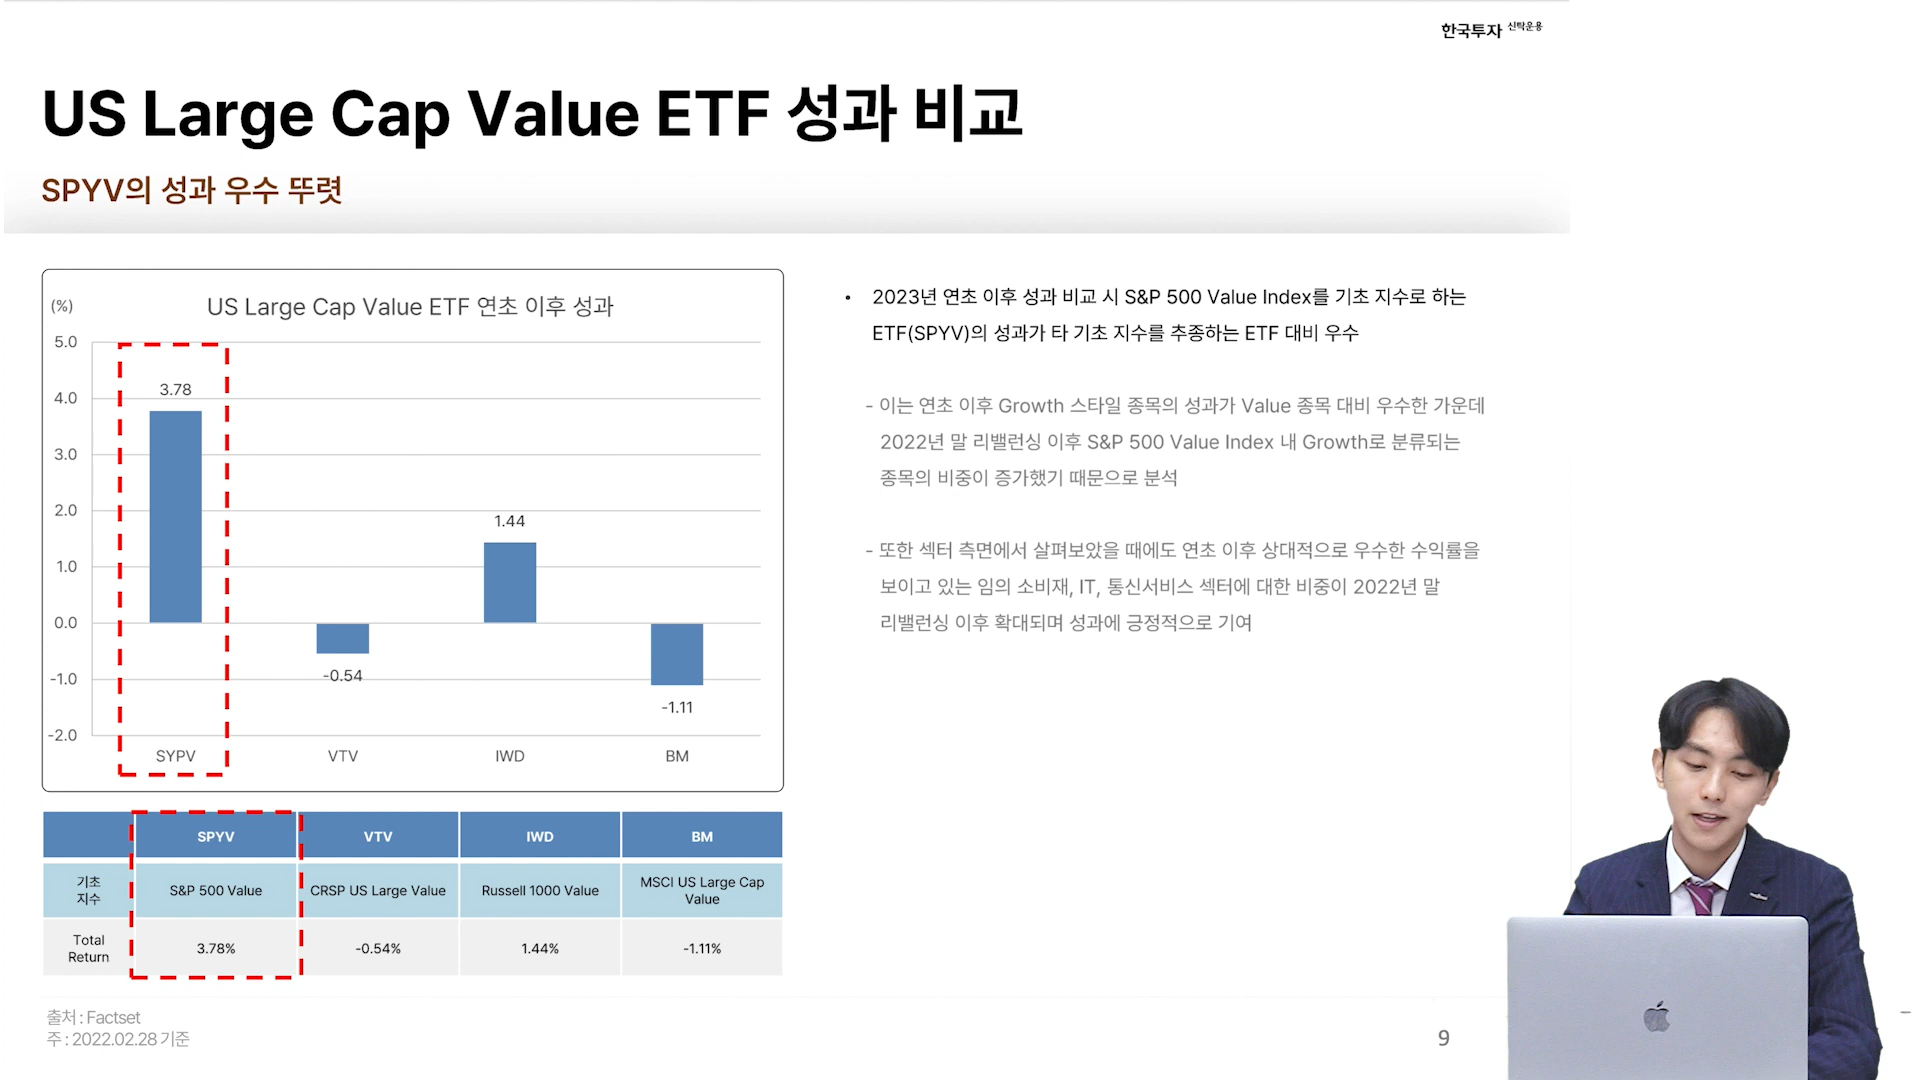 한국투자 신탁운용
US Large Cap Value ETF 성과 비교
SPYV의 성과 우수 뚜렷
(%)
US Large Cap Value ETF 연초 이후 성과
5.0
4.0
3.0
2.0
1.0
0.0
-1.0
-2.0
3.78
-0.54
1.44
-1.11
SYPV VTV IWD BM
SPYV VTV IWD BM
기초 지수 S&P 500 Value CRSP US Large Value Russell 1000 Value MSCI US Large Cap Value
Total Return 3.78% -0.54% 1.44% -1.11%
• 2023년 연초 이후 성과 비교 시 S&P 500 Value Index를 기초 지수로 하는
ETF(SPYV)의 성과가 타 기초 지수를 추종하는 ETF 대비 우수
- 이는 연초 이후 Growth 스타일 종목의 성과가 Value 종목 대비 우수한 가운데
2022년 말 리밸런싱 이후 S&P 500 Value Index 내 Growth로 분류되는
종목의 비중이 증가했기 때문으로 분석
- 또한 섹터 측면에서 살펴보았을 때에도 연초 이후 상대적으로 우수한 수익률을
보이고 있는 임의 소비재, IT, 통신서비스 섹터에 대한 비중이 2022년 말
리밸런싱 이후 확대되며 성과에 긍정적으로 기여
출처 : Factset
주 : 2022.02.28 기준
9